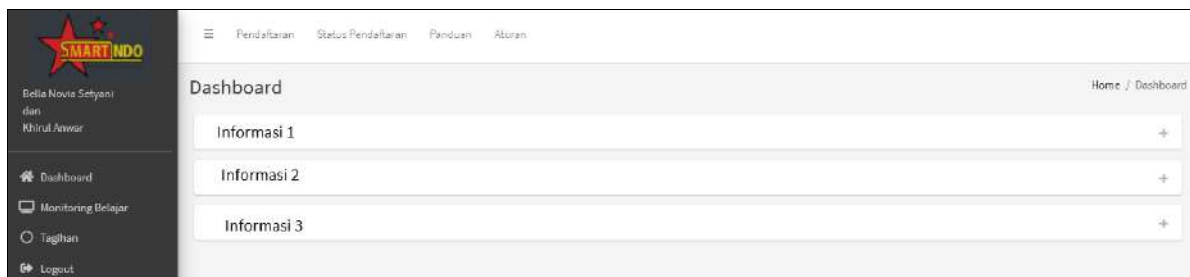 SMARTINDO
Pendaftaran Status Pendaftaran Panduan Aturan
Bella Novia Setyani
dan
Khirul Anwar
Dashboard
Monitoring Belajar
Tagihan
Logout
Dashboard
Home / Dashboard
Informasi 1
Informasi 2
Informasi 3